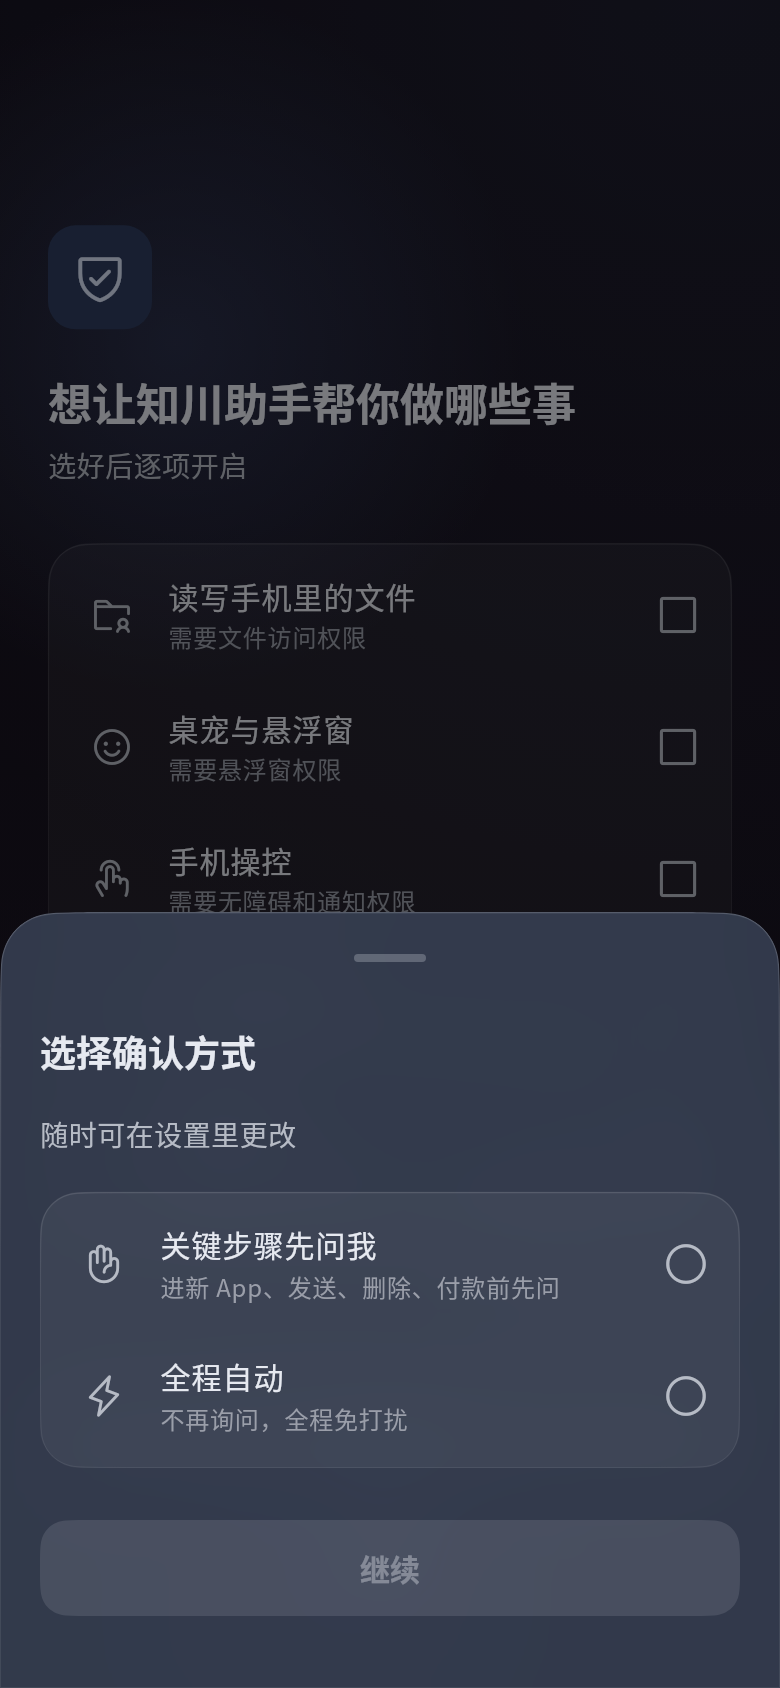 想让知川助手帮你做哪些事
选好后逐项开启
读写手机里的文件
需要文件访问权限
桌宠与悬浮窗
需要悬浮窗权限
手机操控
需要无障碍和通知权限
选择确认方式
随时可在设置里更改
关键步骤先问我
进新 App、发送、删除、付款前先问
全程自动
不再询问，全程免打扰
继续